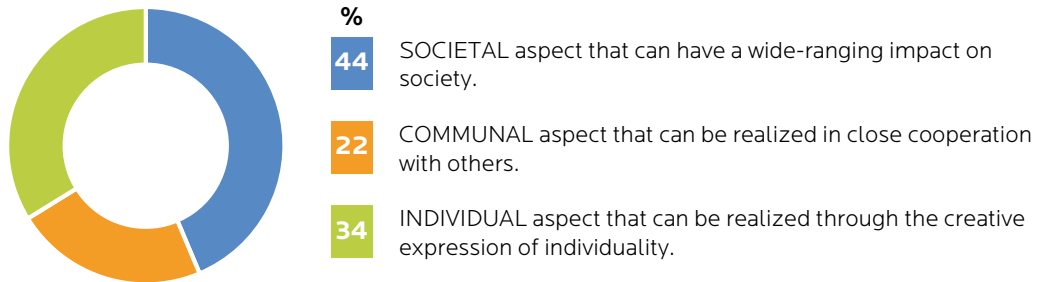 %
44 SOCIETAL aspect that can have a wide-ranging impact on
society.
22 COMMUNAL aspect that can be realized in close cooperation
with others.
34 INDIVIDUAL aspect that can be realized through the creative
expression of individuality.